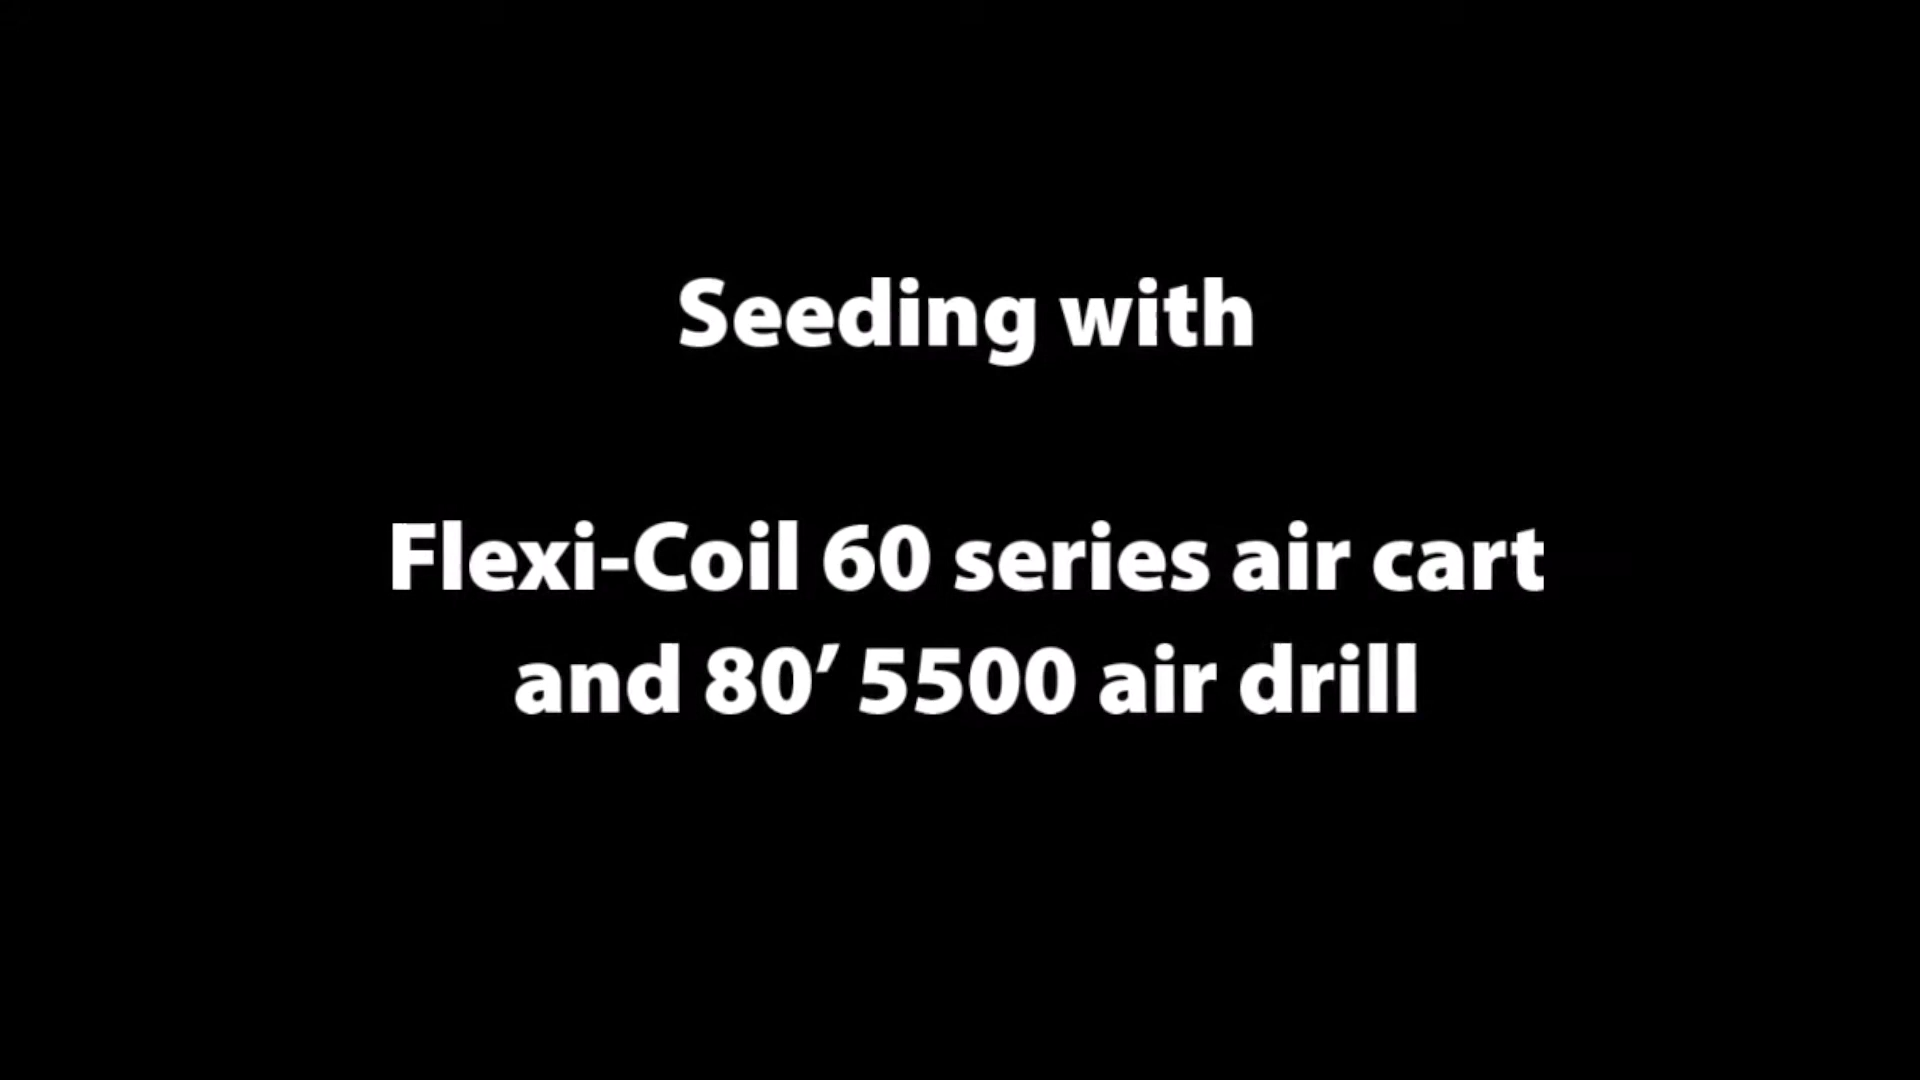 Seeding with
Flexi-Coil 60 series air cart
and 80’ 5500 air drill